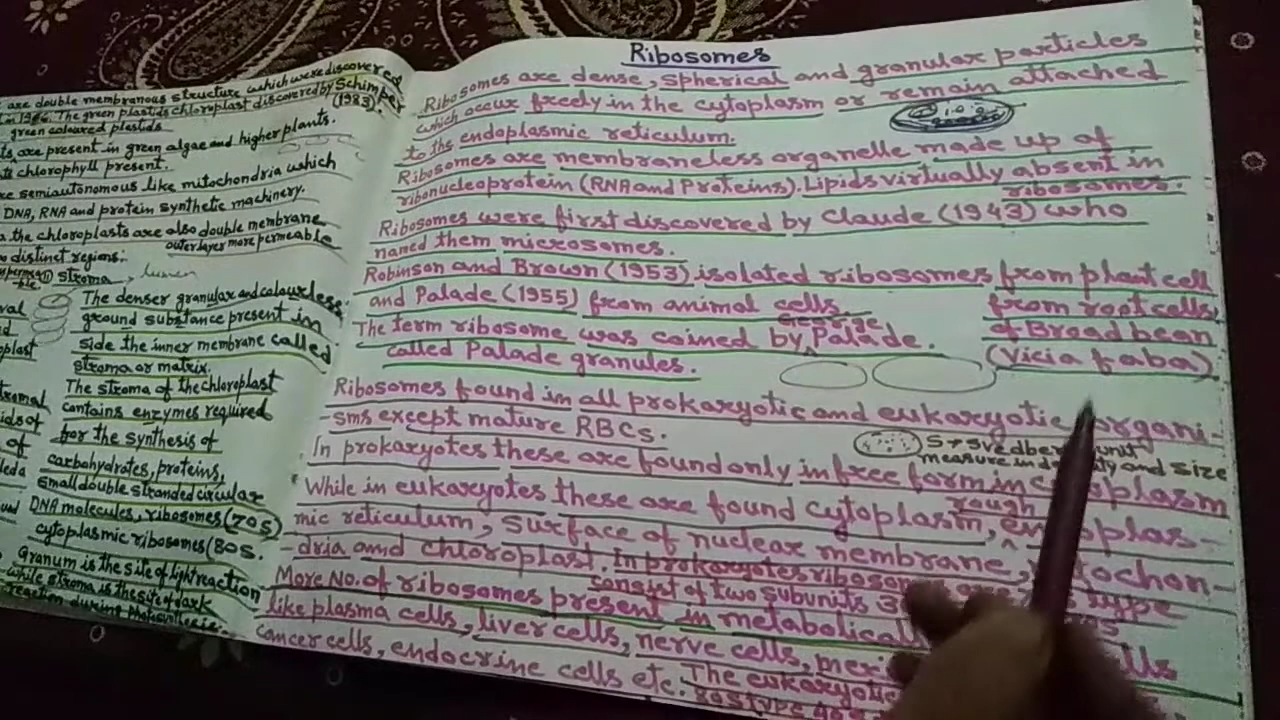 are double membranous structure which were discovered
in The green plastids chloroplast discovered by Schimper
(1983).
green coloured plastids
are present in green algae and higher plants.
chlorophyll present.
semiautonomous like mitochondria which
DNA, RNA and protein synthetic machinery.
the chloroplasts are also double membrane
outer layer more permeable
distinct regions:
stroma lumen
The denser granular and colourless
ground substance present in
side the inner membrane called
stroma or matrix.
The stroma of the chloroplast
contains enzymes required
for the synthesis of
carbohydrates, proteins,
small double stranded circular
DNA molecules, ribosomes (70S)
cytoplasmic ribosomes (80S.
Granum is the site of light reaction
while stroma is the site of dark
reaction during
Ribosomes
Ribosomes are dense, spherical and granular particles
which occur freely in the cytoplasm or remain attached
to the endoplasmic reticulum.
Ribosomes are membraneless organelle made up of
ribonucleoprotein (RNA and Proteins). Lipids virtually absent in
ribosomes.
Ribosomes were first discovered by Claude (1943) who
named them microsomes.
Robinson and Brown (1953) isolated ribosomes from plant cell
and Palade (1955) from animal cells from root cells,
The term ribosome was coined by George Palade. of Broad bean
called Palade granules. (Vicia faba)
Ribosomes found in all prokaryotic and eukaryotic organi-
sms except mature RBCs. S → svedberg unit
measure in and size
In prokaryotes these are found only in free form in cytoplasm
While in eukaryotes these are found cytoplasm, rough
mic reticulum, surface of nuclear membrane,
-dria and chloroplast. In prokaryotes type
consist of two subunits
More No. of ribosomes present in
like plasma cells, liver cells, nerve cells,
cancer cells, endocrine cells etc. The eukaryotic
80S type